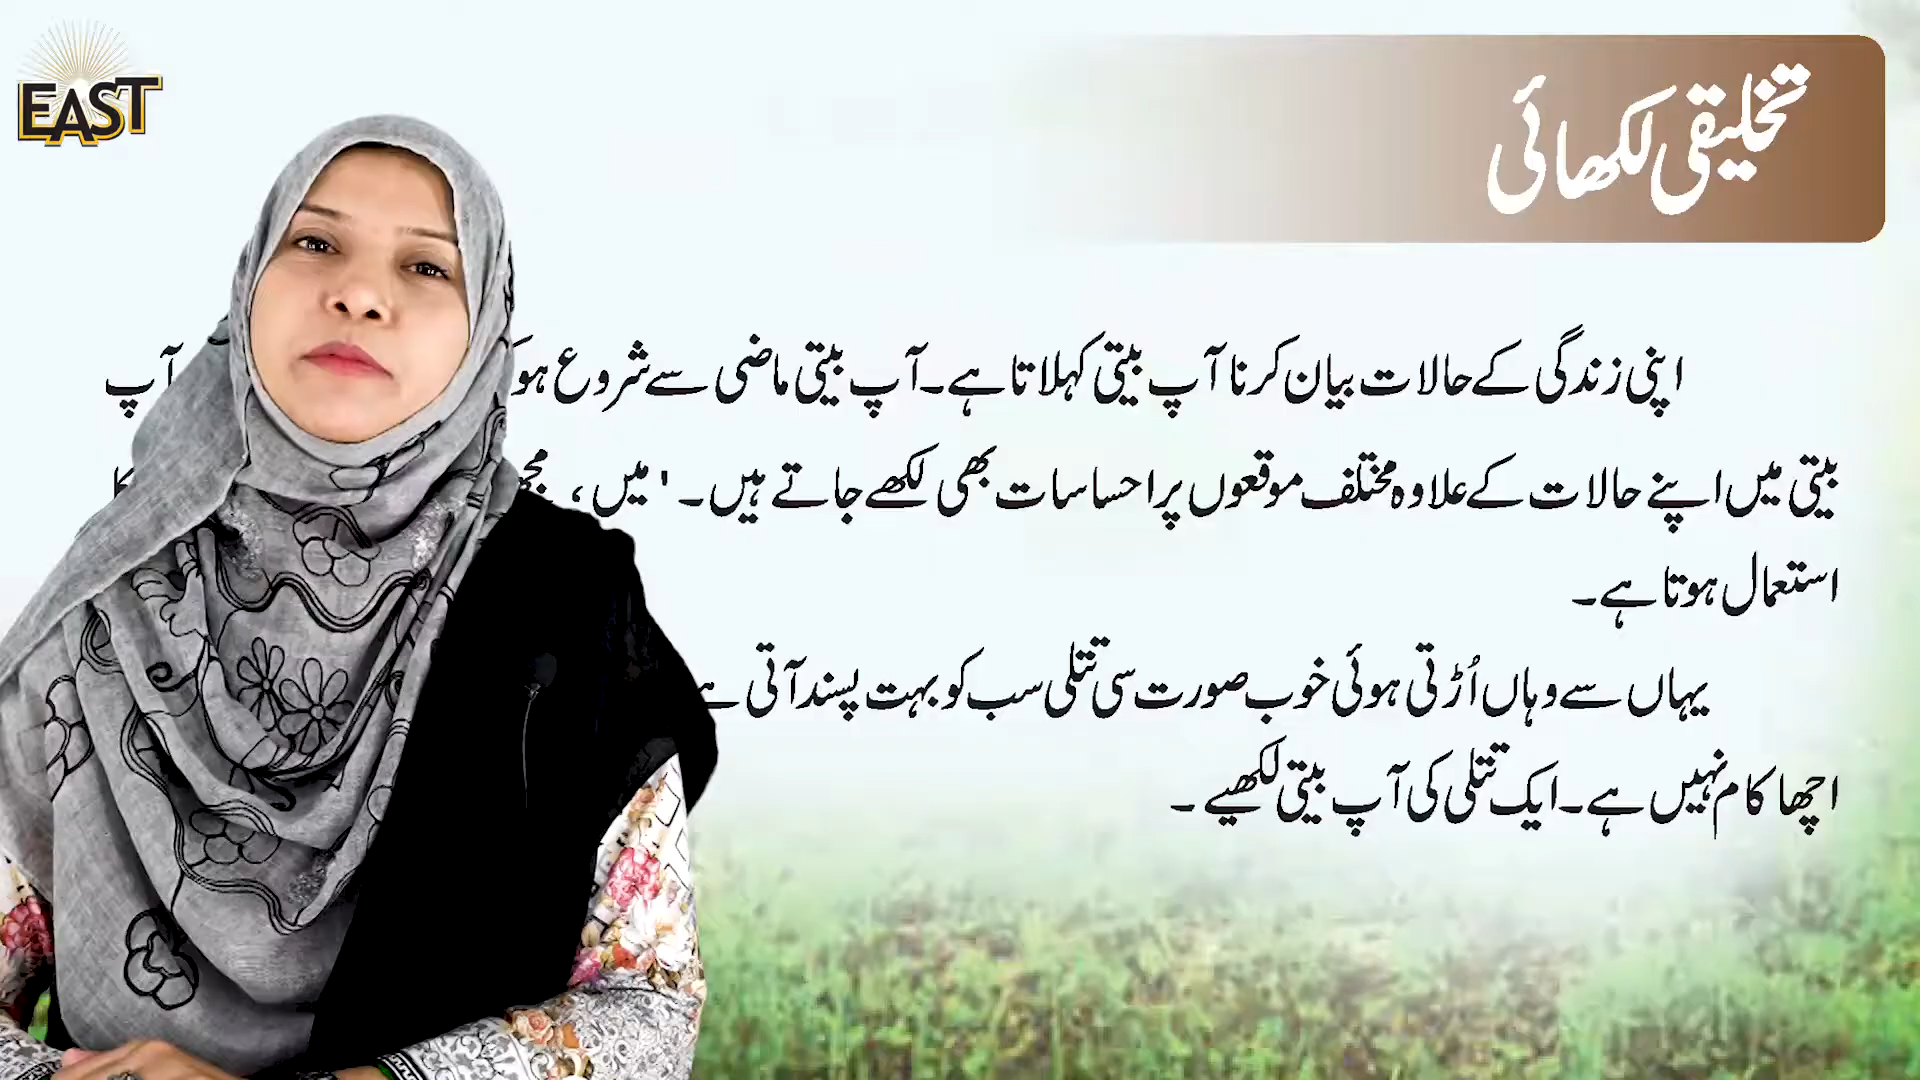 EAST
تخلیقی لکھائی
اپنی زندگی کے حالات بیان کرنا آپ بیتی کہلاتا ہے۔ آپ بیتی ماضی سے شروع آپ
بیتی میں اپنے حالات کے علاوہ مختلف موقعوں پر احساسات بھی لکھے جاتے ہیں۔ ' میں ، کا
استعمال ہوتا ہے۔
یہاں سے وہاں اُڑتی ہوئی خوب صورت سی تتلی سب کو بہت پسند آتی
اچھا کام نہیں ہے۔ ایک تتلی کی آپ بیتی لکھیے ۔